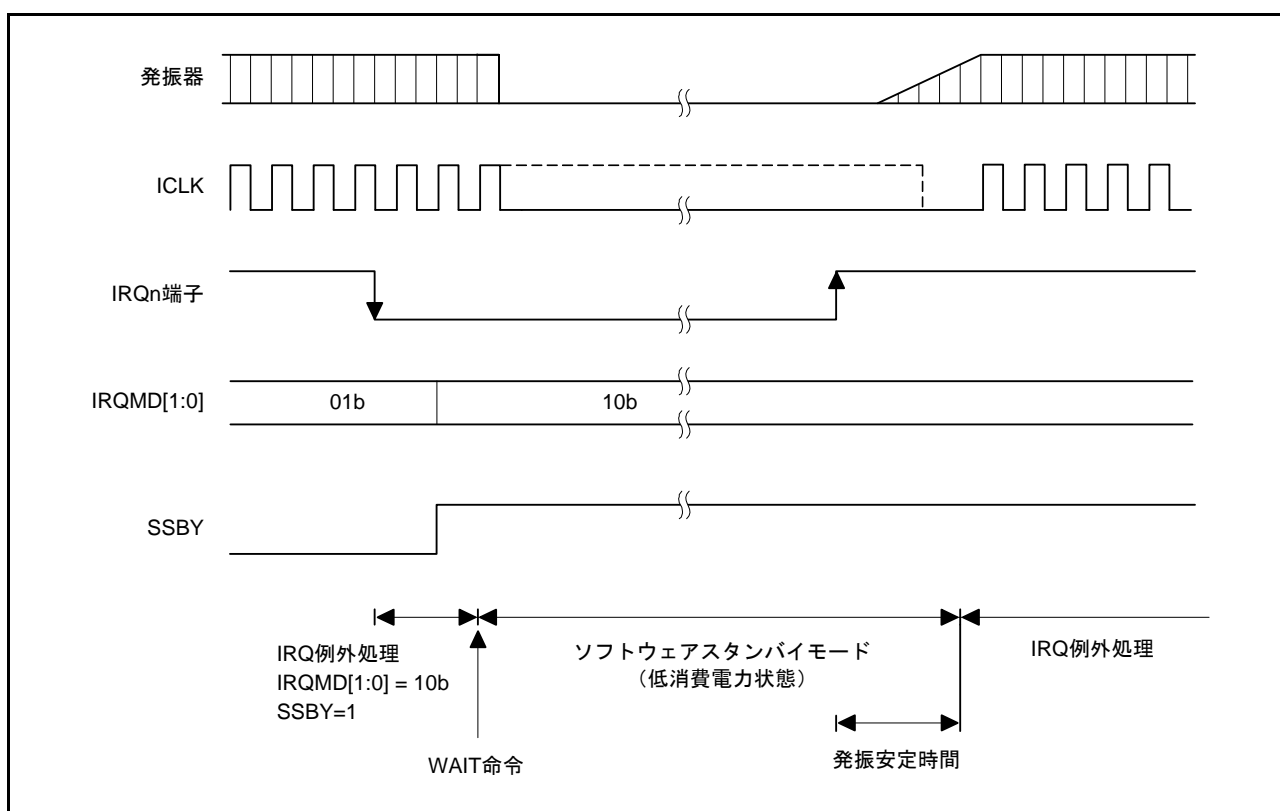 発振器
ICLK
IRQn端子
IRQMD[1:0]
01b
10b
SSBY
IRQ例外処理
IRQMD[1:0] = 10b
SSBY=1
ソフトウェアスタンバイモード
（低消費電力状態）
IRQ例外処理
WAIT命令
発振安定時間